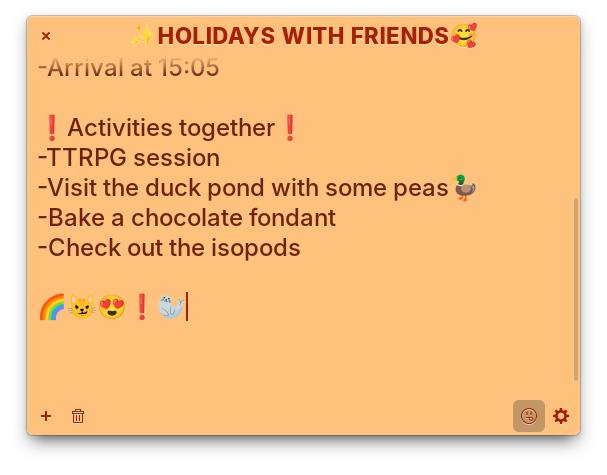 ✨HOLIDAYS WITH FRIENDS🥰
-Arrival at 15:05
❗Activities together❗
-TTRPG session
-Visit the duck pond with some peas🦆
-Bake a chocolate fondant
-Check out the isopods
🌈😼😍❗🦭